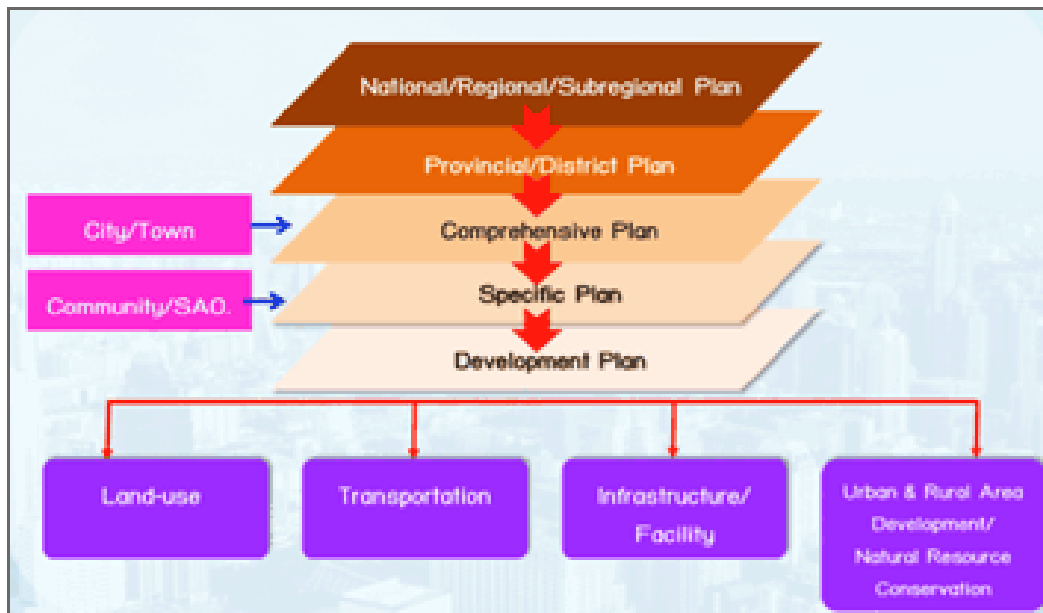 National/Regional/Subregional Plan
Provincial/District Plan
City/Town
Comprehensive Plan
Community/SAO.
Specific Plan
Development Plan
Land-use
Transportation
Infrastructure/
Facility
Urban & Rural Area
Development/
Natural Resource
Conservation